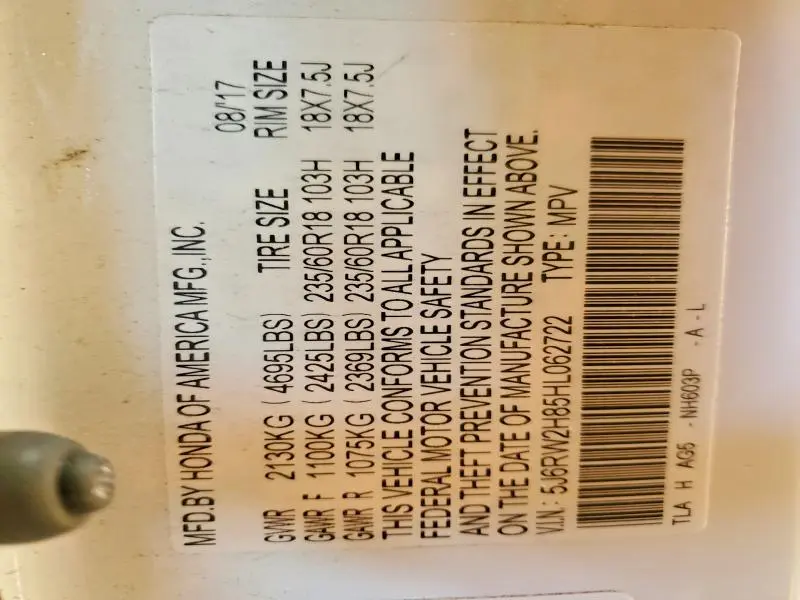 MFD.BY HONDA OF AMERICA MFG.,INC. 08/'17
GVWR 2130KG (4695LBS) TIRE SIZE RIM SIZE
GAWR F 1100KG (2425LBS) 235/60R18 103H 18X7.5J
GAWR R 1075KG (2369LBS) 235/60R18 103H 18X7.5J
THIS VEHICLE CONFORMS TO ALL APPLICABLE
FEDERAL MOTOR VEHICLE SAFETY
AND THEFT PREVENTION STANDARDS IN EFFECT
ON THE DATE OF MANUFACTURE SHOWN ABOVE.
V.I.N: 5J6RW2H85HL062722 TYPE: MPV
TLA H AG5 - NH603P - A - L